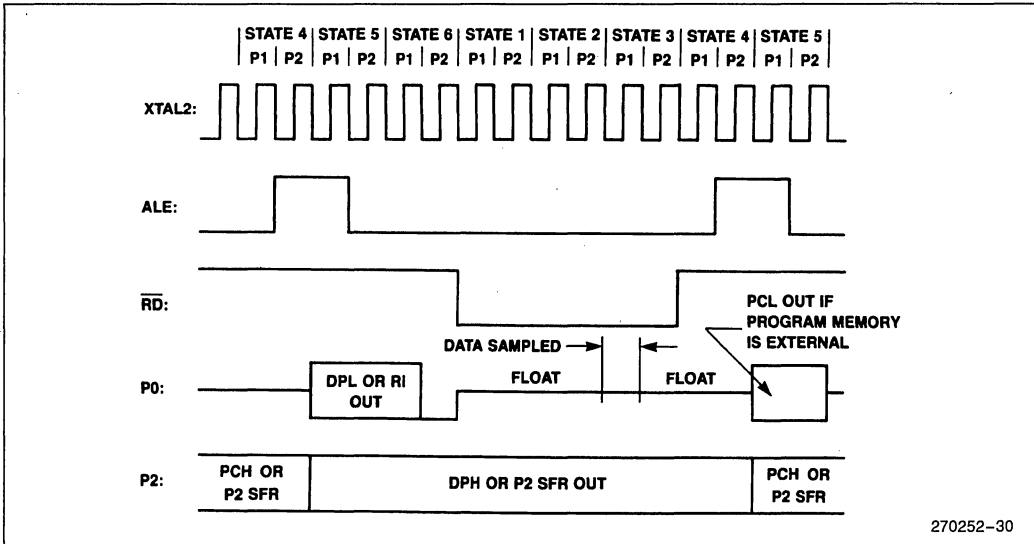 STATE 4 | STATE 5 | STATE 6 | STATE 1 | STATE 2 | STATE 3 | STATE 4 | STATE 5
P1 | P2 | P1 | P2 | P1 | P2 | P1 | P2 | P1 | P2 | P1 | P2 | P1 | P2 | P1 | P2
XTAL2:
ALE:
RD:
PCL OUT IF
PROGRAM MEMORY
IS EXTERNAL
DATA SAMPLED
P0:
DPL OR RI
OUT
FLOAT
FLOAT
P2:
PCH OR
P2 SFR
DPH OR P2 SFR OUT
PCH OR
P2 SFR
270252-30